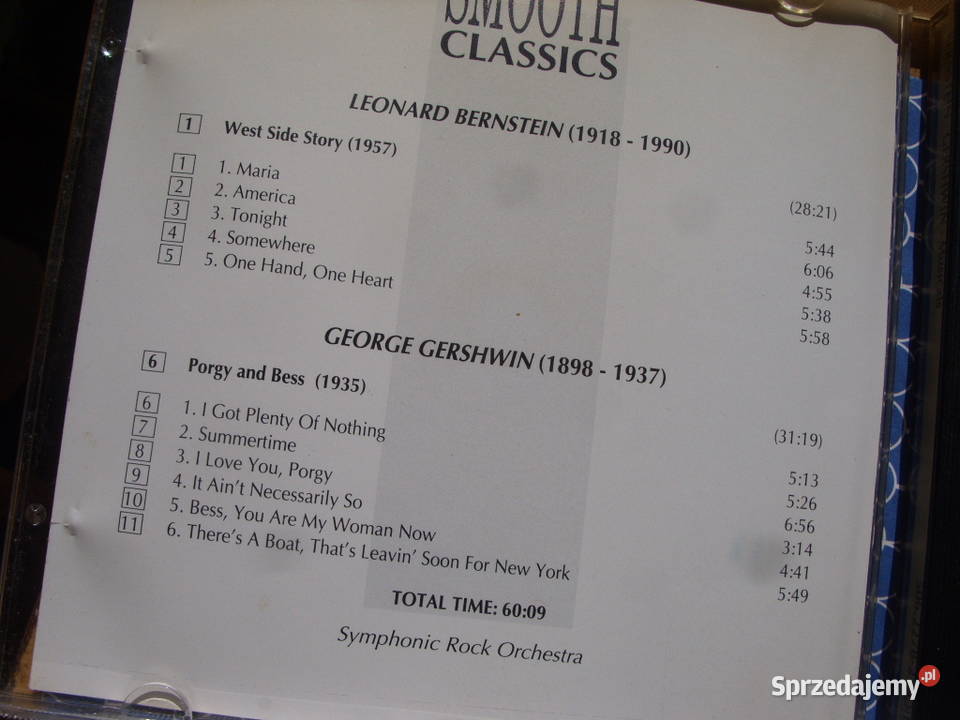 SMOOTH
CLASSICS
LEONARD BERNSTEIN (1918 - 1990)
1 West Side Story (1957) (28:21)
1 1. Maria 5:44
2 2. America 6:06
3 3. Tonight 4:55
4 4. Somewhere 5:38
5 5. One Hand, One Heart 5:58
GEORGE GERSHWIN (1898 - 1937)
6 Porgy and Bess (1935) (31:19)
6 1. I Got Plenty Of Nothing 5:13
7 2. Summertime 5:26
8 3. I Love You, Porgy 6:56
9 4. It Ain't Necessarily So 3:14
10 5. Bess, You Are My Woman Now 4:41
11 6. There's A Boat, That's Leavin' Soon For New York 5:49
TOTAL TIME: 60:09
Symphonic Rock Orchestra
Sprzedajemy.pl